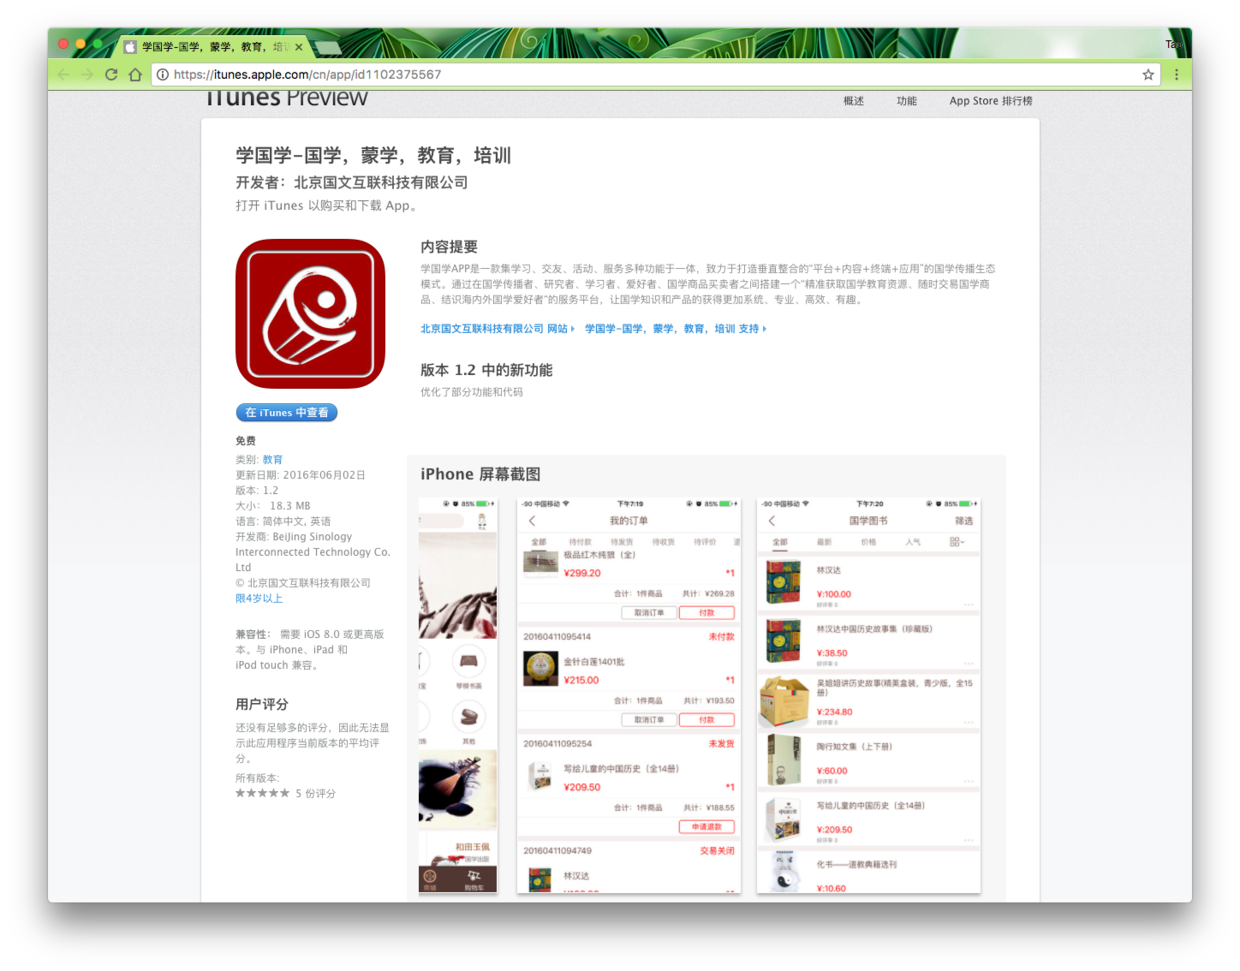 学国学-国学，蒙学，教育，培训
https://itunes.apple.com/cn/app/id1102375567
iTunes Preview
概述 功能 App Store 排行榜
学国学-国学，蒙学，教育，培训
开发者：北京国文互联科技有限公司
打开 iTunes 以购买和下载 App。
内容提要
学国学APP是一款集学习、交友、活动、服务多种功能于一体，致力于打造垂直整合的“平台+内容+终端+应用”的国学传播生态
模式。通过在国学传播者、研究者、学习者、爱好者、国学商品买卖者之间搭建一个“精准获取国学教育资源、随时交易国学商
品、结识海内外国学爱好者”的服务平台，让国学知识和产品的获得更加系统、专业、高效、有趣。
北京国文互联科技有限公司 网站 学国学-国学，蒙学，教育，培训 支持
版本 1.2 中的新功能
优化了部分功能和代码
在 iTunes 中查看
免费
类别: 教育
更新日期: 2016年06月02日
版本: 1.2
大小： 18.3 MB
语言: 简体中文, 英语
开发商: BeiJing Sinology
Interconnected Technology Co.
Ltd
© 北京国文互联科技有限公司
限4岁以上
兼容性： 需要 iOS 8.0 或更高版
本。与 iPhone、iPad 和
iPod touch 兼容。
用户评分
还没有足够多的评分，因此无法显
示此应用程序当前版本的平均评
分。
所有版本:
★★★★★ 5 份评分
iPhone 屏幕截图
85%
琴棋书画
其他
和田玉佩
国学出版
商铺 购物车
-90 中国移动 下午7:19 85%
我的订单
全部 待付款 待发货 待收货 待评价
极品红木纯狼（全）
¥299.20 *1
合计：1件商品 共计：¥269.28
取消订单 付款
20160411095414 未付款
金针白莲1401批
¥215.00 *1
合计：1件商品 共计：¥193.50
取消订单 付款
20160411095254 未发货
写给儿童的中国历史（全14册）
¥209.50 *1
合计：1件商品 共计：¥188.55
申请退款
20160411094749 交易关闭
林汉达
-90 中国移动 下午7:20 85%
国学图书 筛选
全部 最新 价格 人气
林汉达
¥:100.00
好评率 0
林汉达中国历史故事集（珍藏版）
¥:38.50
好评率 0
吴姐姐讲历史故事(精美盒装，青少版，全15
册)
¥:234.80
好评率 0
陶行知文集（上下册）
¥:60.00
好评率 0
写给儿童的中国历史（全14册）
¥:209.50
好评率 0
化书——道教典籍选刊
¥:10.60